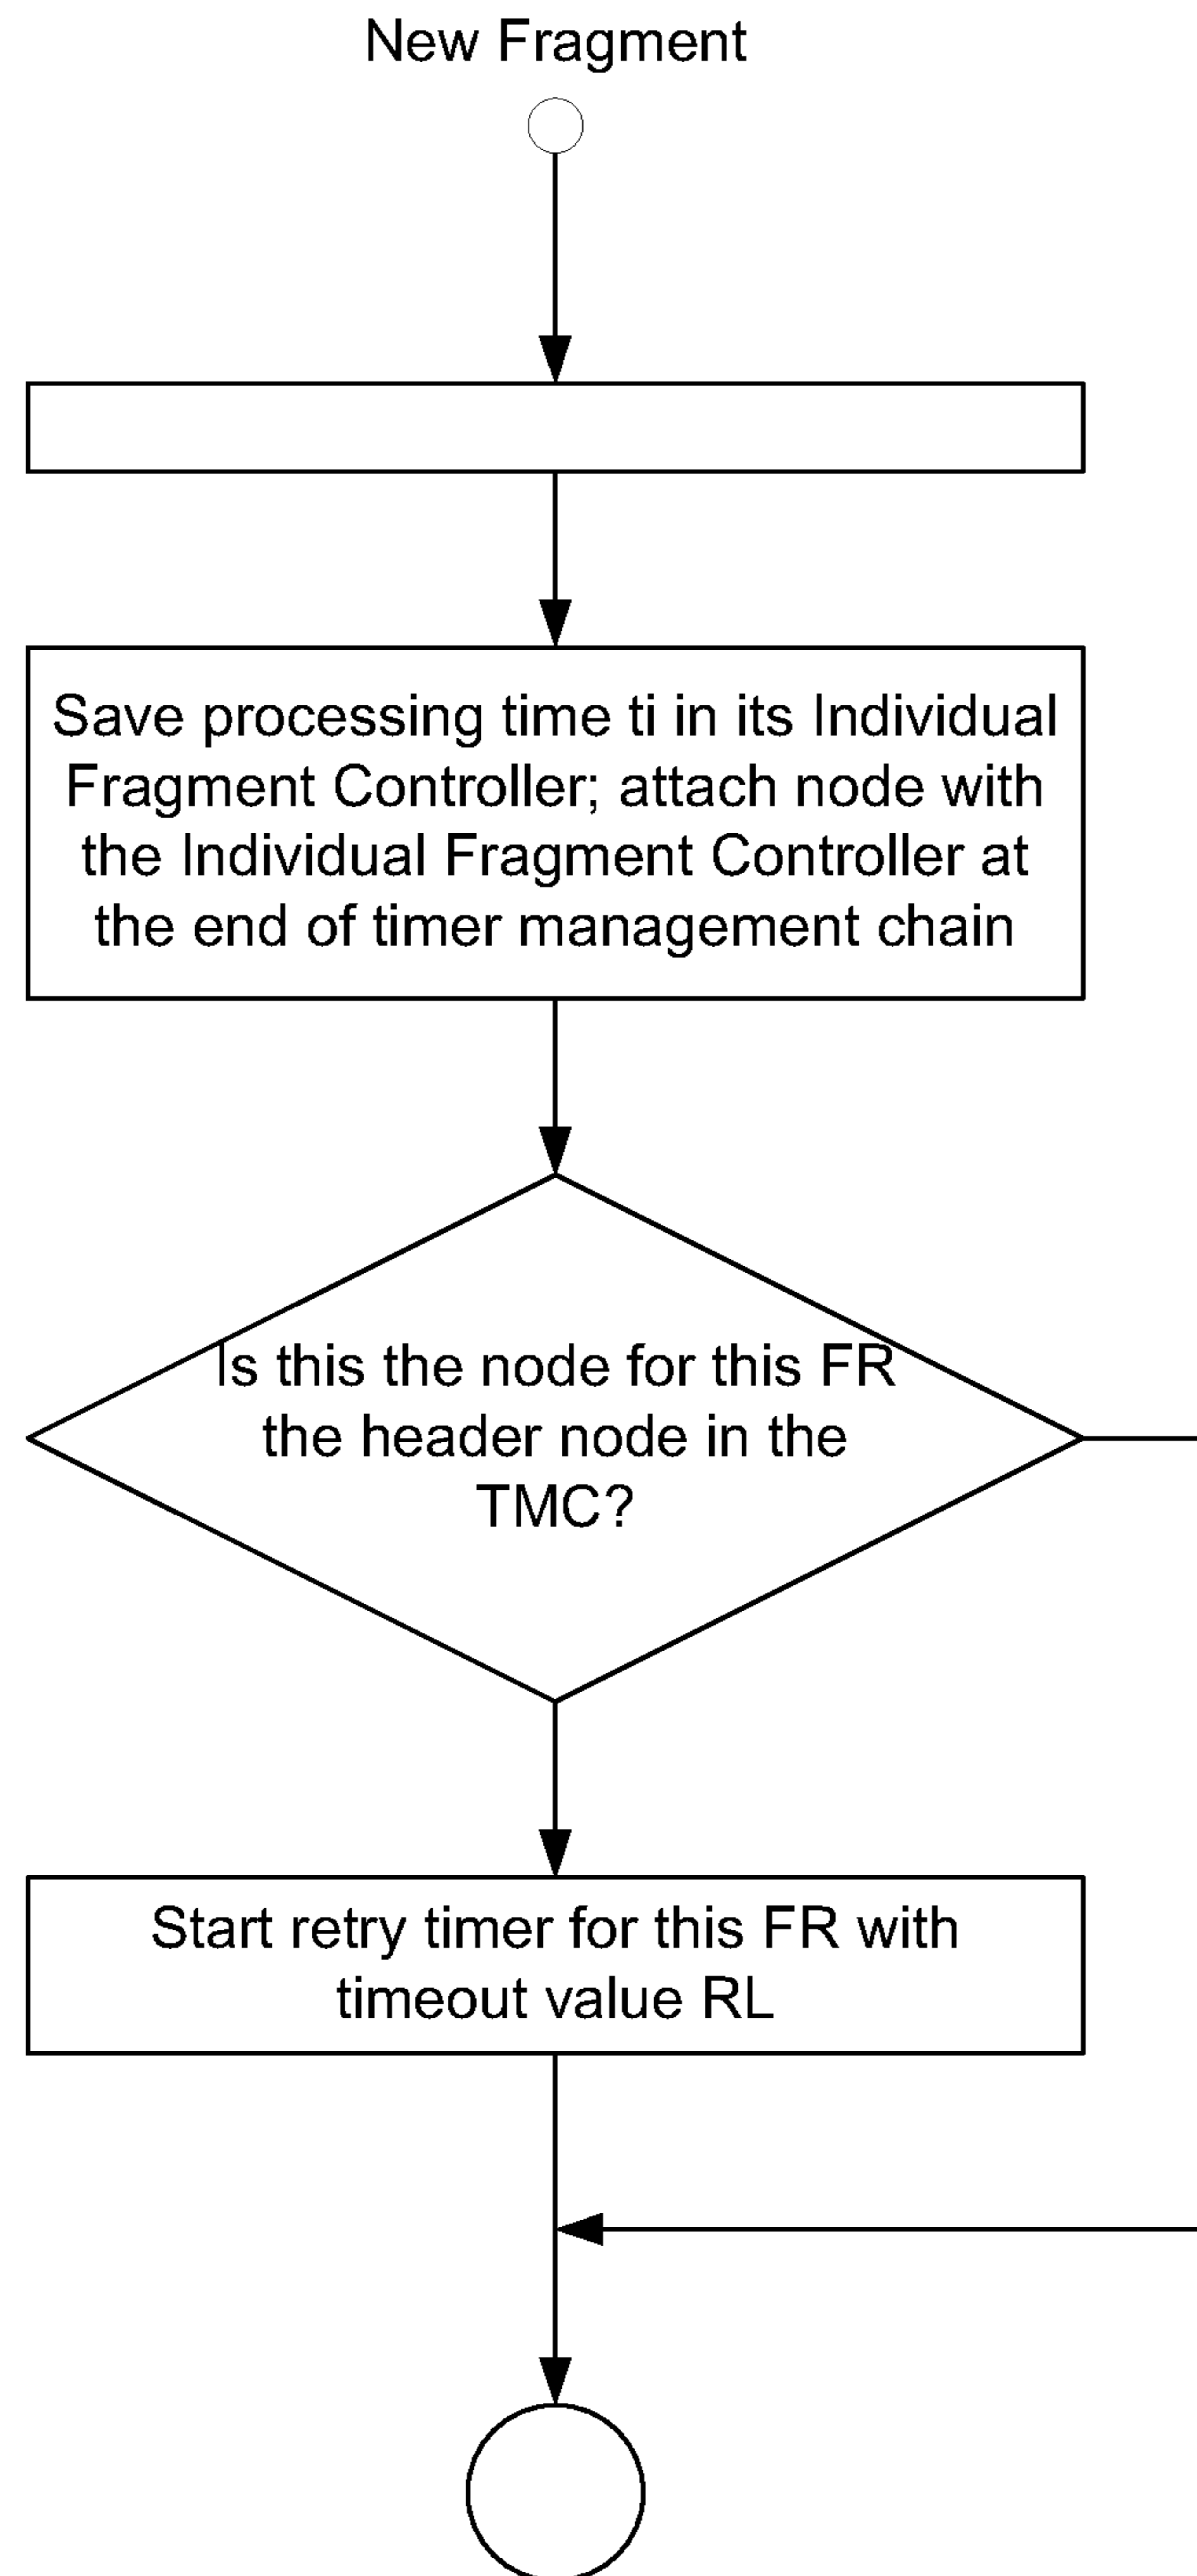 New Fragment
Save processing time ti in its Individual
Fragment Controller; attach node with
the Individual Fragment Controller at
the end of timer management chain
Is this the node for this FR
the header node in the
TMC?
Start retry timer for this FR with
timeout value RL